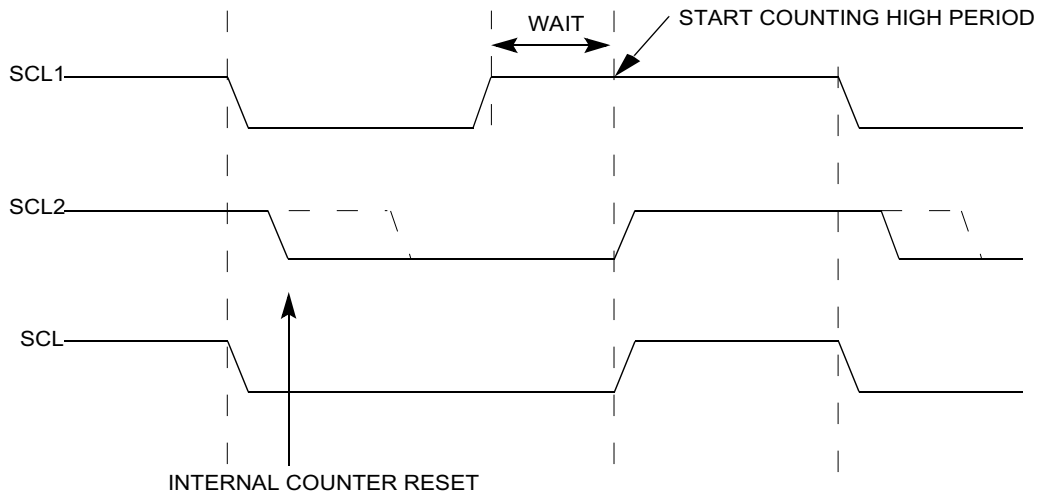 START COUNTING HIGH PERIOD
WAIT
SCL1
SCL2
SCL
INTERNAL COUNTER RESET